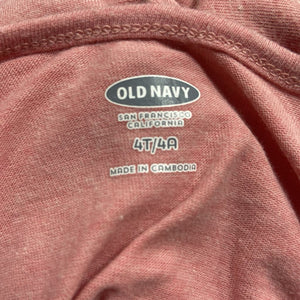 OLD NAVY
SAN FRANCISCO
CALIFORNIA
4T/4A
MADE IN CAMBODIA